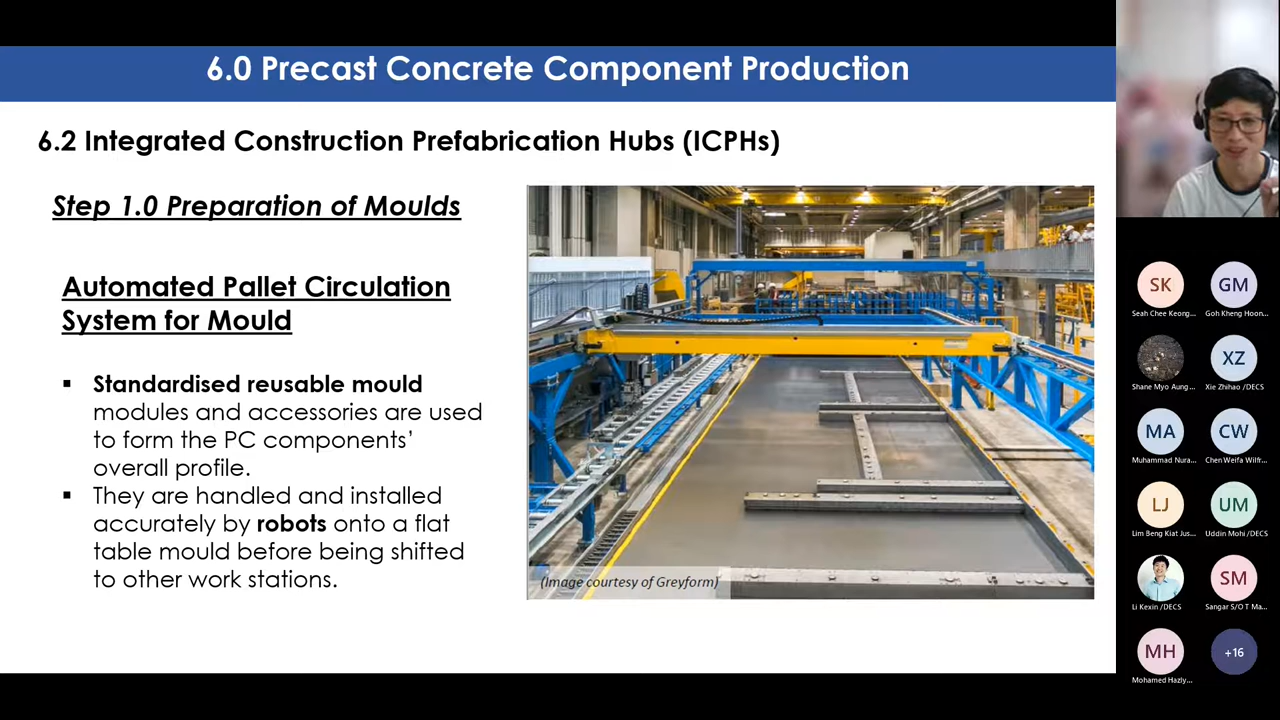 6.0 Precast Concrete Component Production
6.2 Integrated Construction Prefabrication Hubs (ICPHs)
Step 1.0 Preparation of Moulds
Automated Pallet Circulation
System for Mould
▪ Standardised reusable mould
modules and accessories are used
to form the PC components’
overall profile.
▪ They are handled and installed
accurately by robots onto a flat
table mould before being shifted
to other work stations.
(Image courtesy of Greyform)
SK
GM
Seah Chee Keong...
Goh Kheng Hoon...
Shane Myo Aung ...
XZ
Xie Zhihao /DECS
MA
CW
Muhammad Nura...
Chen Weifa Wilfr...
LJ
UM
Lim Beng Kiat Jus...
Uddin Mohi /DECS
SM
Li Kexin /DECS
Sangar S/O T Ma...
MH
+16
Mohamed Hazly...